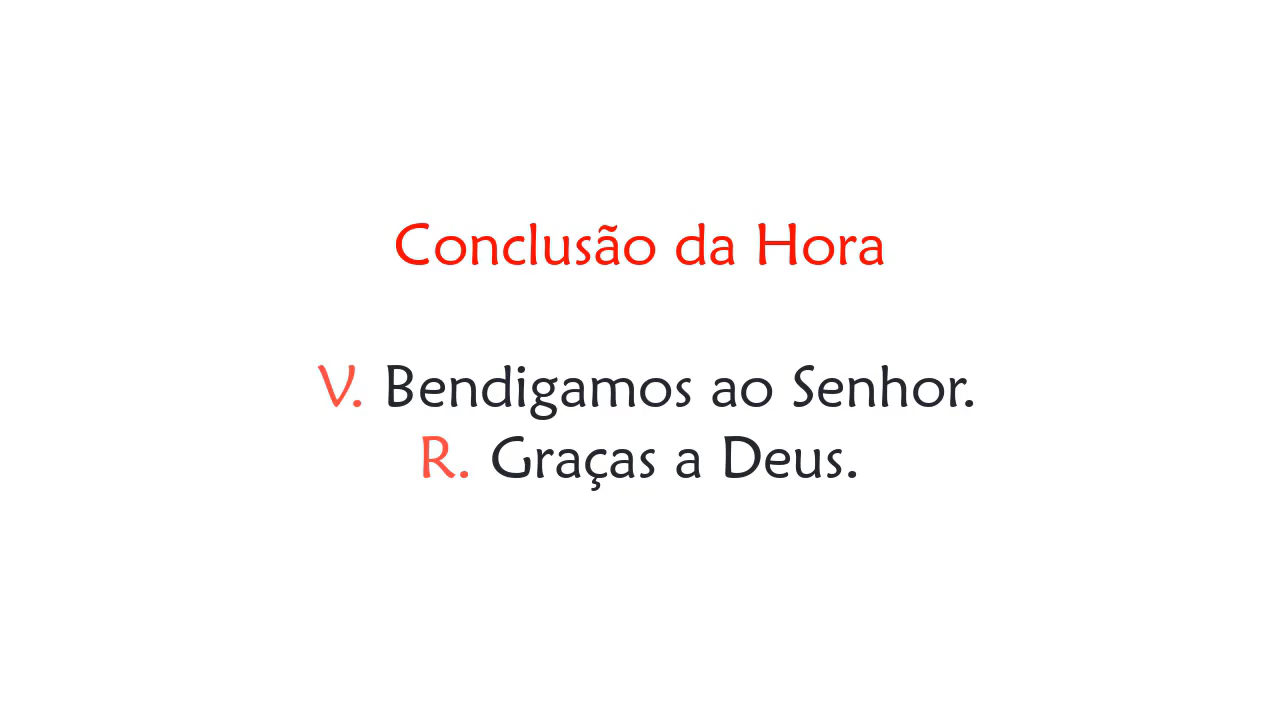 Conclusão da Hora
V. Bendigamos ao Senhor.
R. Graças a Deus.